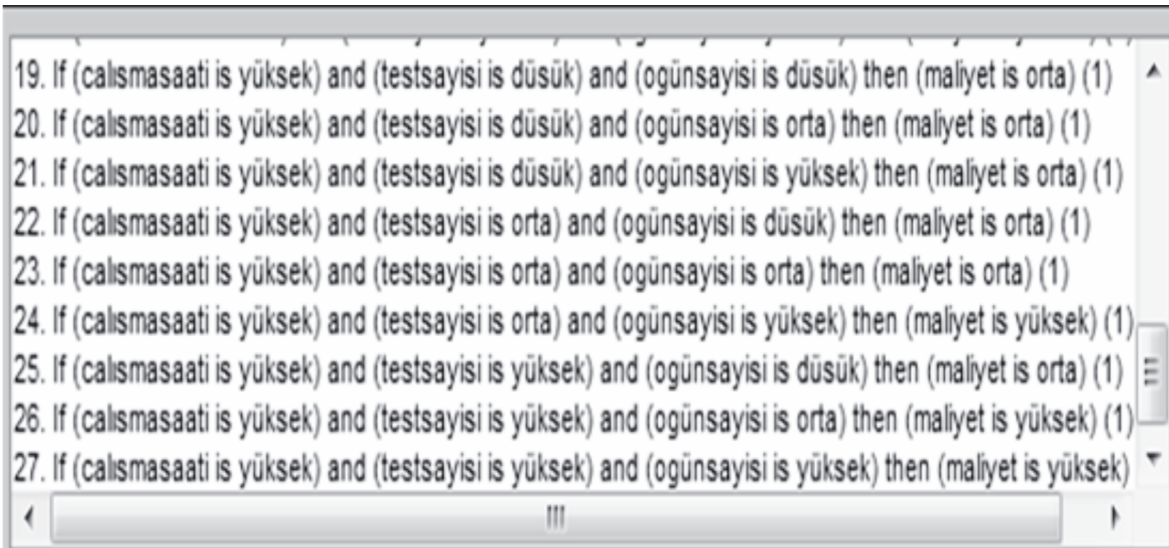 19. If (calısmasaati is yüksek) and (testsayisi is düsük) and (ogünsayisi is düsük) then (maliyet is orta) (1)
20. If (calısmasaati is yüksek) and (testsayisi is düsük) and (ogünsayisi is orta) then (maliyet is orta) (1)
21. If (calısmasaati is yüksek) and (testsayisi is düsük) and (ogünsayisi is yüksek) then (maliyet is orta) (1)
22. If (calısmasaati is yüksek) and (testsayisi is orta) and (ogünsayisi is düsük) then (maliyet is orta) (1)
23. If (calısmasaati is yüksek) and (testsayisi is orta) and (ogünsayisi is orta) then (maliyet is orta) (1)
24. If (calısmasaati is yüksek) and (testsayisi is orta) and (ogünsayisi is yüksek) then (maliyet is yüksek) (1)
25. If (calısmasaati is yüksek) and (testsayisi is yüksek) and (ogünsayisi is düsük) then (maliyet is orta) (1)
26. If (calısmasaati is yüksek) and (testsayisi is yüksek) and (ogünsayisi is orta) then (maliyet is yüksek) (1)
27. If (calısmasaati is yüksek) and (testsayisi is yüksek) and (ogünsayisi is yüksek) then (maliyet is yüksek)